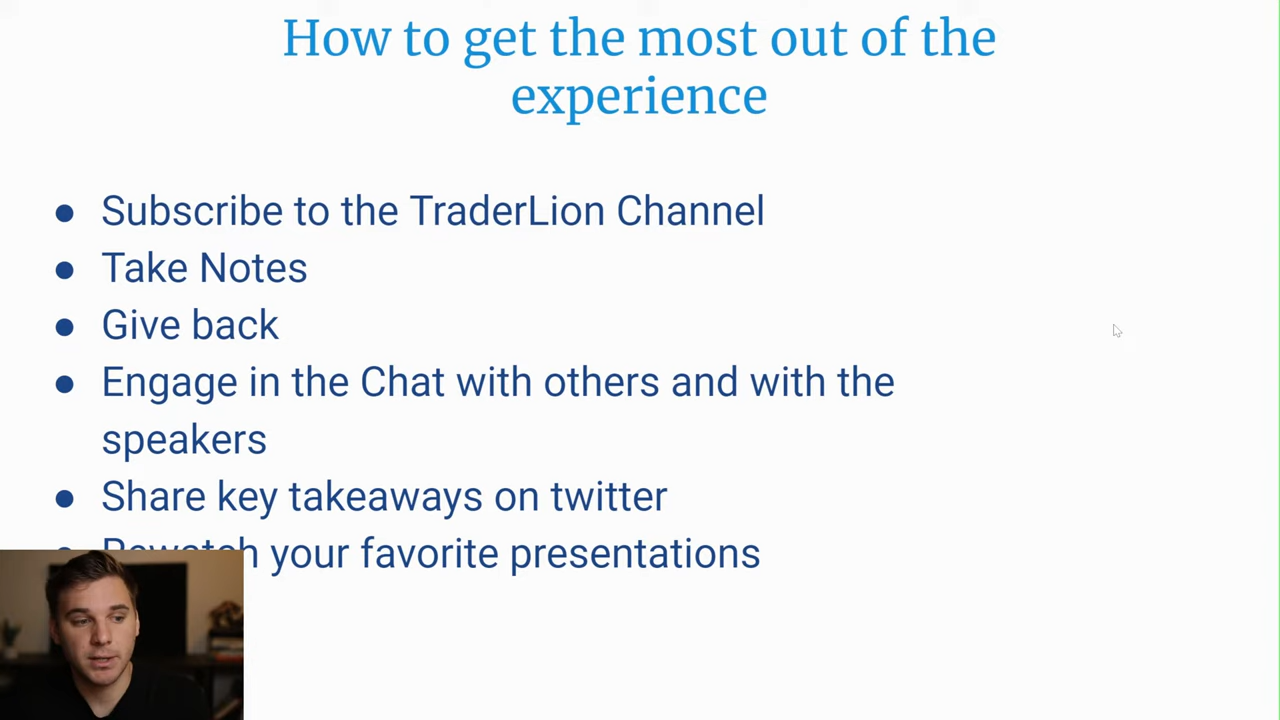 How to get the most out of the
experience
● Subscribe to the TraderLion Channel
● Take Notes
● Give back
● Engage in the Chat with others and with the
speakers
● Share key takeaways on twitter
● Rewatch your favorite presentations